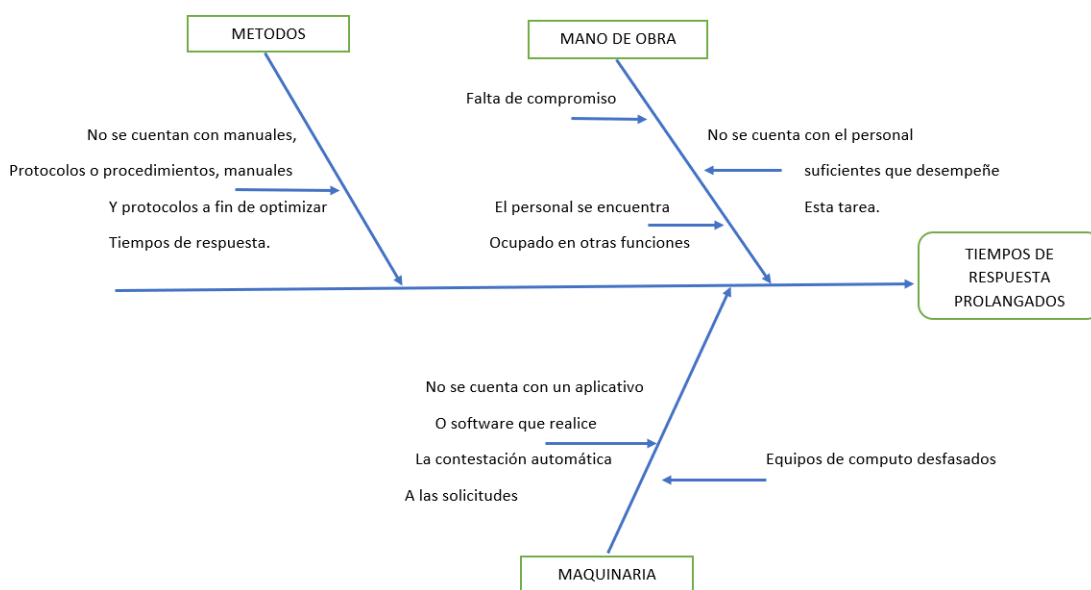 METODOS
MANO DE OBRA
Falta de compromiso
No se cuentan con manuales,
Protocolos o procedimientos, manuales
Y protocolos a fin de optimizar
Tiempos de respuesta.
No se cuenta con el personal
suficientes que desempeñe
Esta tarea.
El personal se encuentra
Ocupado en otras funciones
TIEMPOS DE
RESPUESTA
PROLANGADOS
No se cuenta con un aplicativo
O software que realice
La contestación automática
A las solicitudes
Equipos de computo desfasados
MAQUINARIA